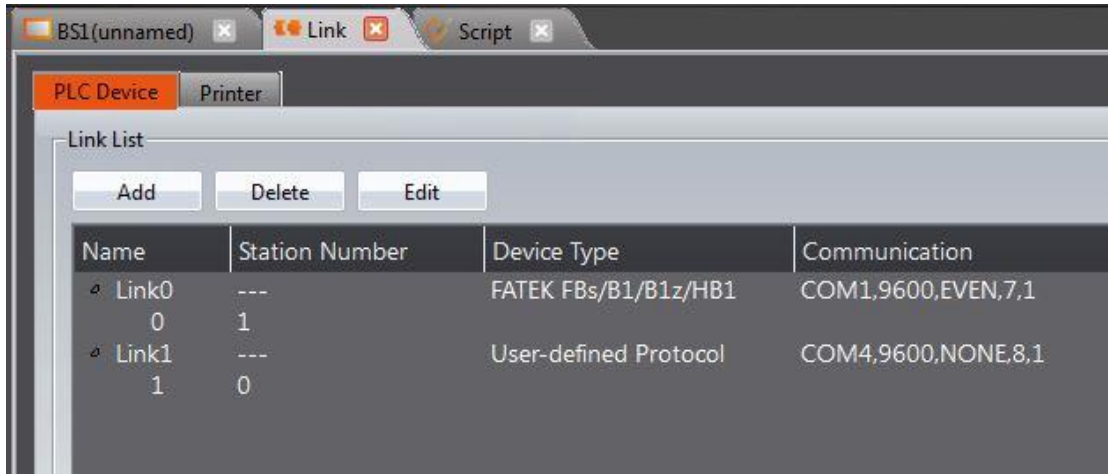 BS1(unnamed) Link Script
PLC Device Printer
Link List
Add Delete Edit
Name Station Number Device Type Communication
Link0 --- FATEK FBs/B1/B1z/HB1 COM1,9600,EVEN,7,1
0 1
Link1 --- User-defined Protocol COM4,9600,NONE,8,1
1 0